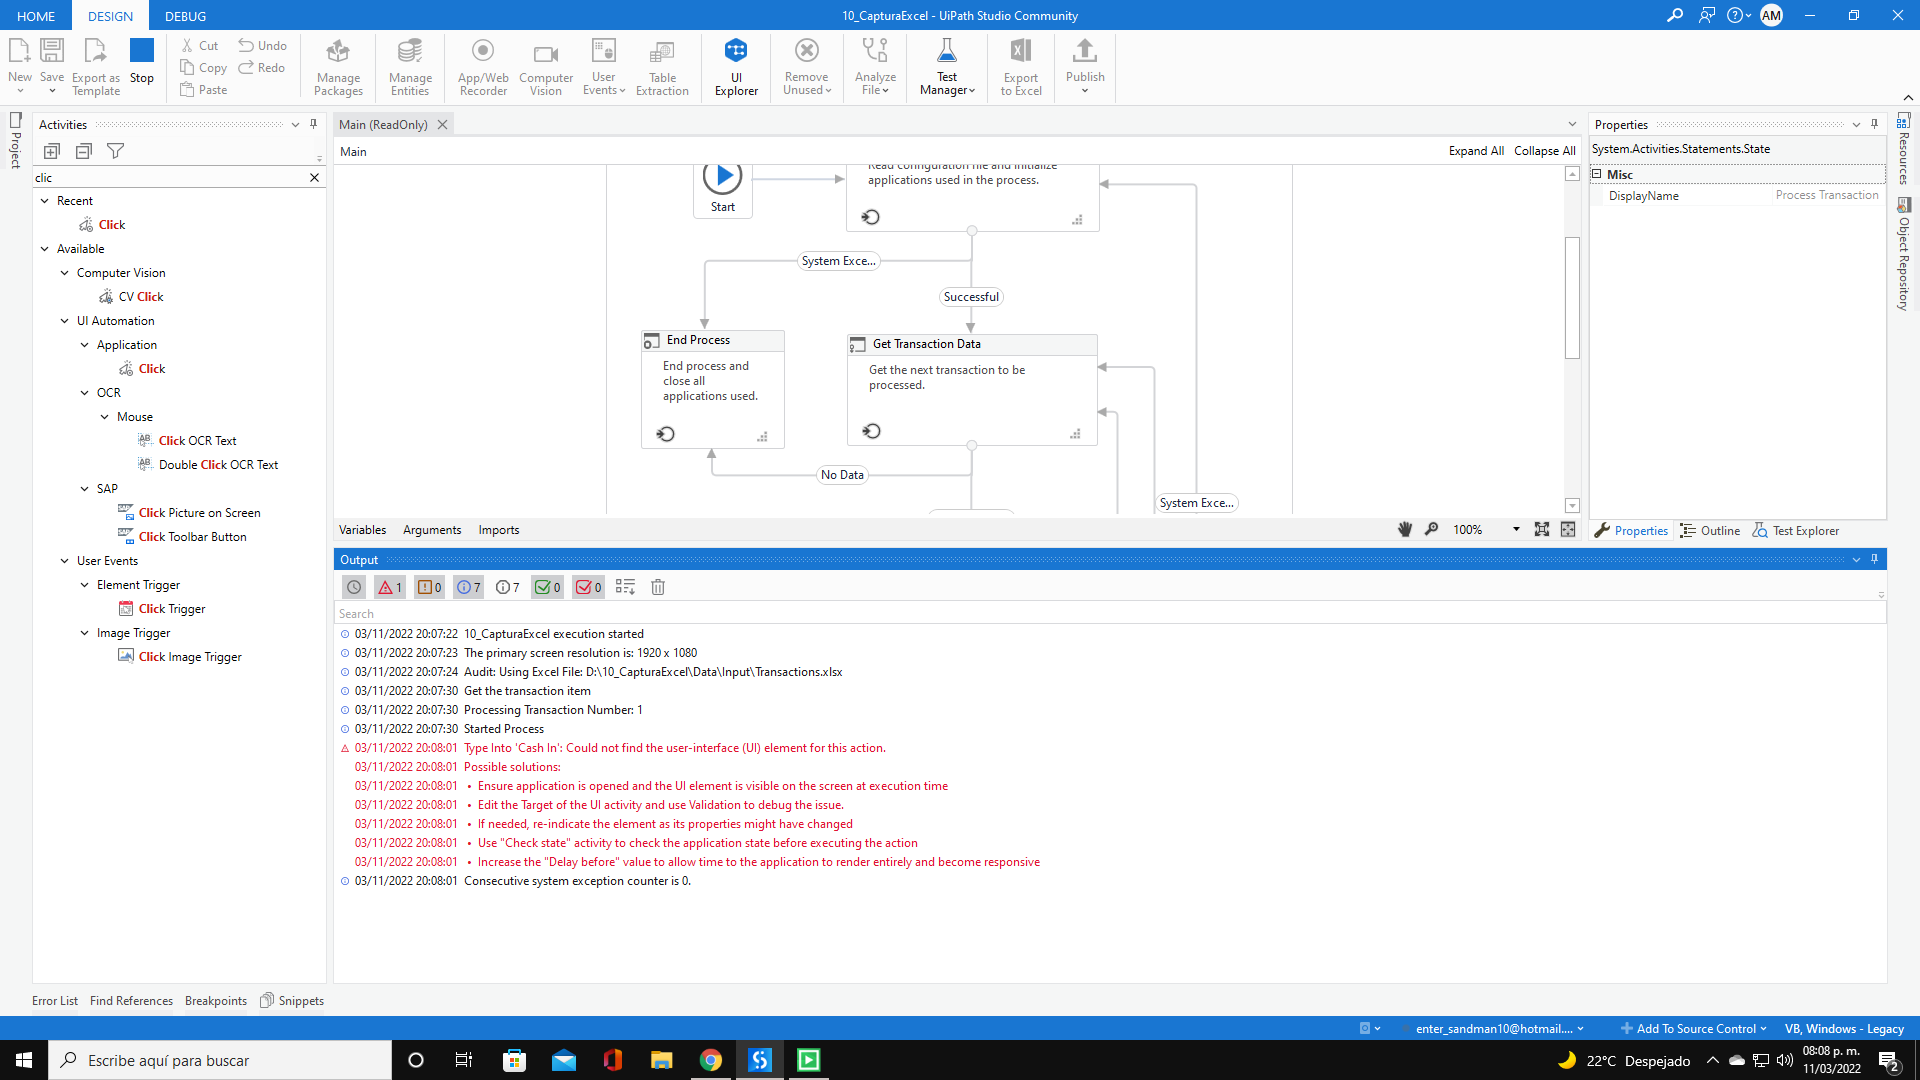 HOME DESIGN DEBUG
10_CapturaExcel - UiPath Studio Community
AM
New
Save
Export as
Template
Stop
Cut
Copy
Paste
Undo
Redo
Manage
Packages
Manage
Entities
App/Web
Recorder
Computer
Vision
User
Events
Table
Extraction
UI
Explorer
Remove
Unused
Analyze
File
Test
Manager
Export
to Excel
Publish
Project
Activities
clic
Recent
Click
Available
Computer Vision
CV Click
UI Automation
Application
Click
OCR
Mouse
Click OCR Text
Double Click OCR Text
SAP
Click Picture on Screen
Click Toolbar Button
User Events
Element Trigger
Click Trigger
Image Trigger
Click Image Trigger
Main (ReadOnly)
Main
Expand All Collapse All
Start
Read configuration file and initialize
applications used in the process.
System Exce...
Successful
End Process
End process and
close all
applications used.
Get Transaction Data
Get the next transaction to be
processed.
No Data
System Exce...
Variables Arguments Imports
100%
Properties
System.Activities.Statements.State
Misc
DisplayName Process Transaction
Properties Outline Test Explorer
Resources
Object Repository
Output
1 0 7 7 0 0
Search
03/11/2022 20:07:22 10_CapturaExcel execution started
03/11/2022 20:07:23 The primary screen resolution is: 1920 x 1080
03/11/2022 20:07:24 Audit: Using Excel File: D:\10_CapturaExcel\Data\Input\Transactions.xlsx
03/11/2022 20:07:30 Get the transaction item
03/11/2022 20:07:30 Processing Transaction Number: 1
03/11/2022 20:07:30 Started Process
03/11/2022 20:08:01 Type Into 'Cash In': Could not find the user-interface (UI) element for this action.
03/11/2022 20:08:01 Possible solutions:
03/11/2022 20:08:01 • Ensure application is opened and the UI element is visible on the screen at execution time
03/11/2022 20:08:01 • Edit the Target of the UI activity and use Validation to debug the issue.
03/11/2022 20:08:01 • If needed, re-indicate the element as its properties might have changed
03/11/2022 20:08:01 • Use "Check state" activity to check the application state before executing the action
03/11/2022 20:08:01 • Increase the "Delay before" value to allow time to the application to render entirely and become responsive
03/11/2022 20:08:01 Consecutive system exception counter is 0.
Error List Find References Breakpoints Snippets
enter_sandman10@hotmail.... Add To Source Control VB, Windows - Legacy
Escribe aquí para buscar
22°C Despejado
08:08 p. m.
11/03/2022
2